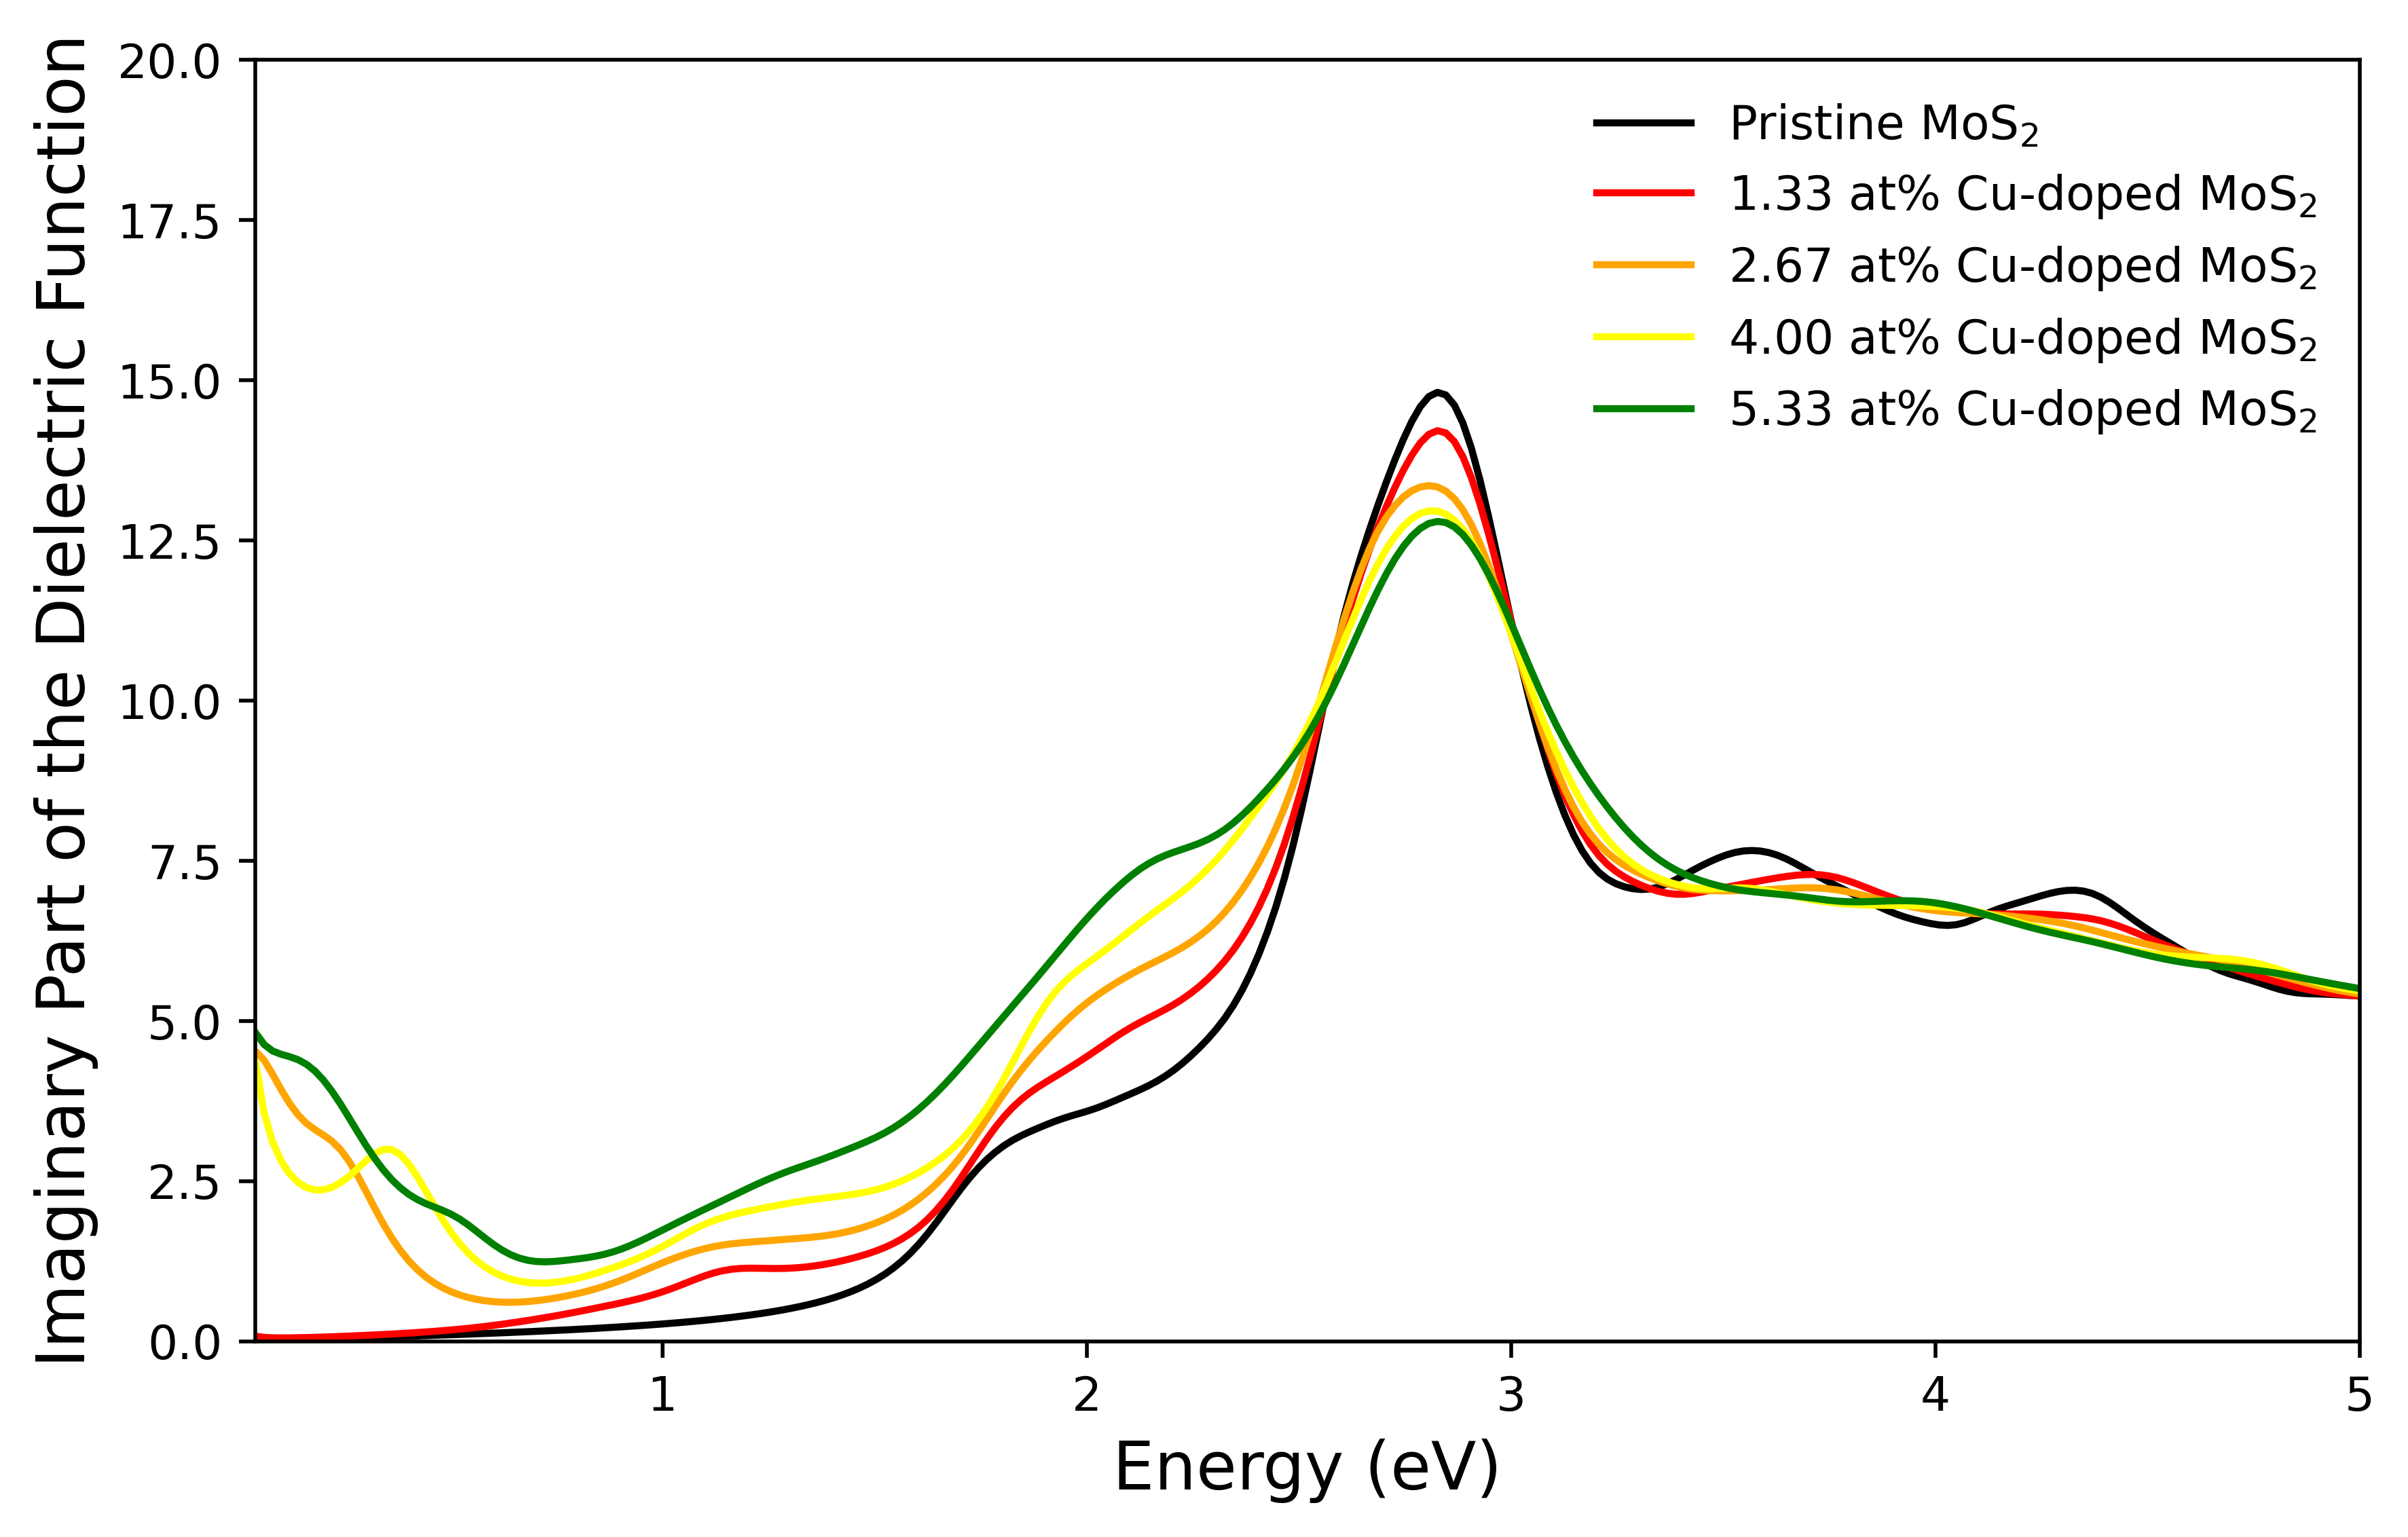 Imaginary Part of the Dielectric Function
20.0
17.5
15.0
12.5
10.0
7.5
5.0
2.5
0.0
Pristine MoS₂
1.33 at% Cu-doped MoS₂
2.67 at% Cu-doped MoS₂
4.00 at% Cu-doped MoS₂
5.33 at% Cu-doped MoS₂
1 2 3 4 5
Energy (eV)